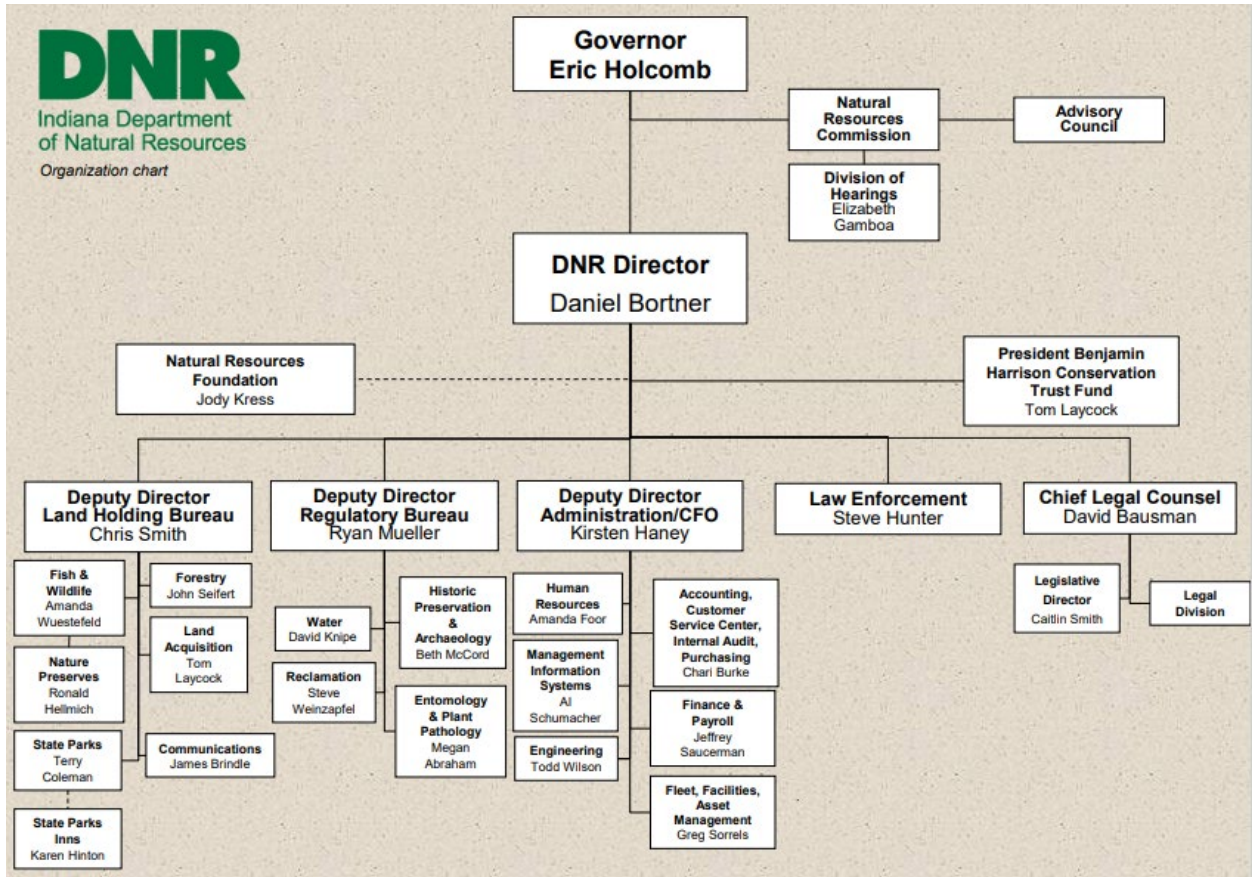 DNR
Indiana Department
of Natural Resources
Organization chart
Governor
Eric Holcomb
Natural
Resources
Commission
Advisory
Council
Division of
Hearings
Elizabeth
Gamboa
DNR Director
Daniel Bortner
Natural Resources
Foundation
Jody Kress
President Benjamin
Harrison Conservation
Trust Fund
Tom Laycock
Deputy Director
Land Holding Bureau
Chris Smith
Deputy Director
Regulatory Bureau
Ryan Mueller
Deputy Director
Administration/CFO
Kirsten Haney
Law Enforcement
Steve Hunter
Chief Legal Counsel
David Bausman
Fish &
Wildlife
Amanda
Wuestefeld
Forestry
John Seifert
Land
Acquisition
Tom
Laycock
Nature
Preserves
Ronald
Hellmich
State Parks
Terry
Coleman
Communications
James Brindle
State Parks
Inns
Karen Hinton
Water
David Knipe
Historic
Preservation
&
Archaeology
Beth McCord
Reclamation
Steve
Weinzapfel
Entomology
& Plant
Pathology
Megan
Abraham
Human
Resources
Amanda Foor
Accounting,
Customer
Service Center,
Internal Audit,
Purchasing
Chari Burke
Management
Information
Systems
Al
Schumacher
Finance &
Payroll
Jeffrey
Saucerman
Engineering
Todd Wilson
Fleet, Facilities,
Asset
Management
Greg Sorrels
Legislative
Director
Caitlin Smith
Legal
Division